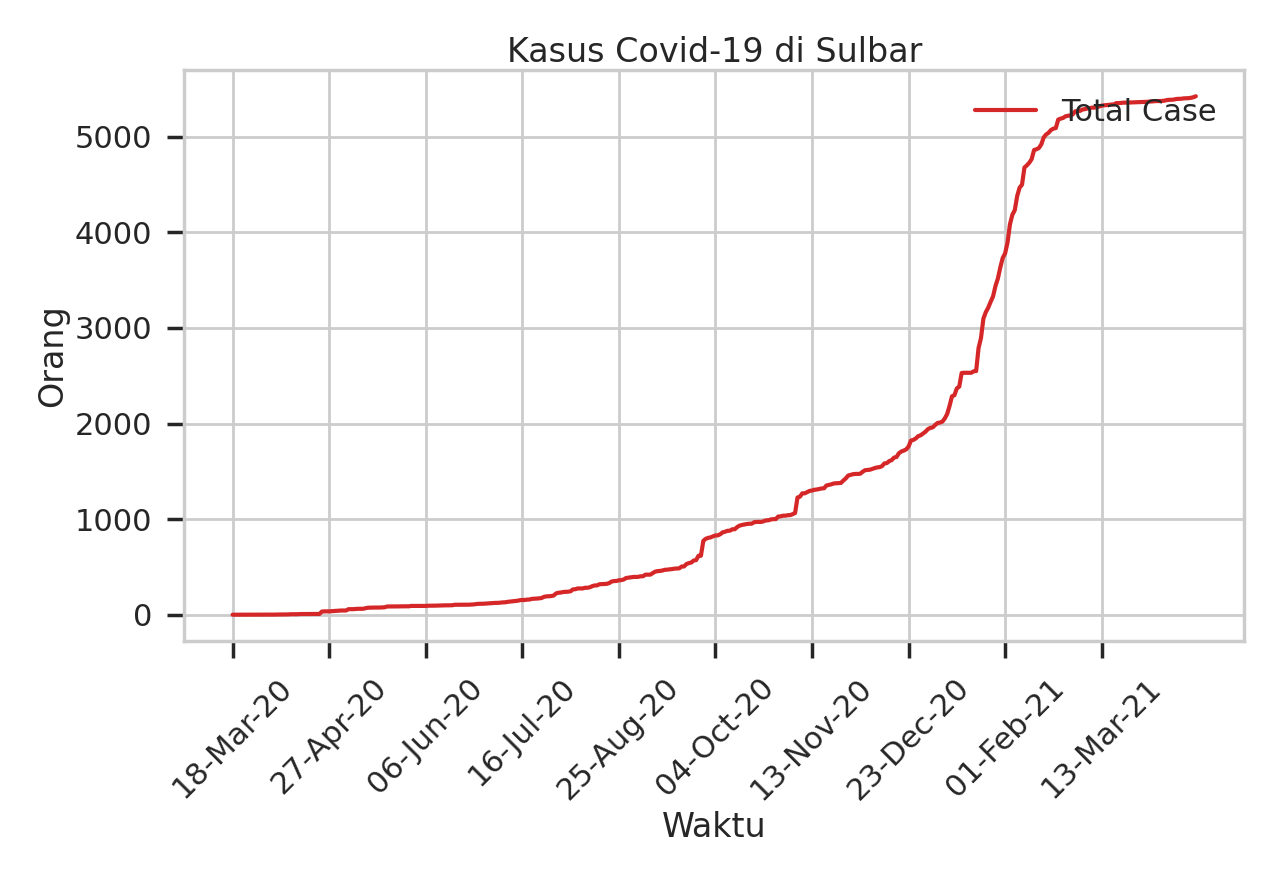 Kasus Covid-19 di Sulbar
Total Case
5000
4000
3000
2000
1000
0
Orang
18-Mar-20
27-Apr-20
06-Jun-20
16-Jul-20
25-Aug-20
04-Oct-20
13-Nov-20
23-Dec-20
01-Feb-21
13-Mar-21
Waktu